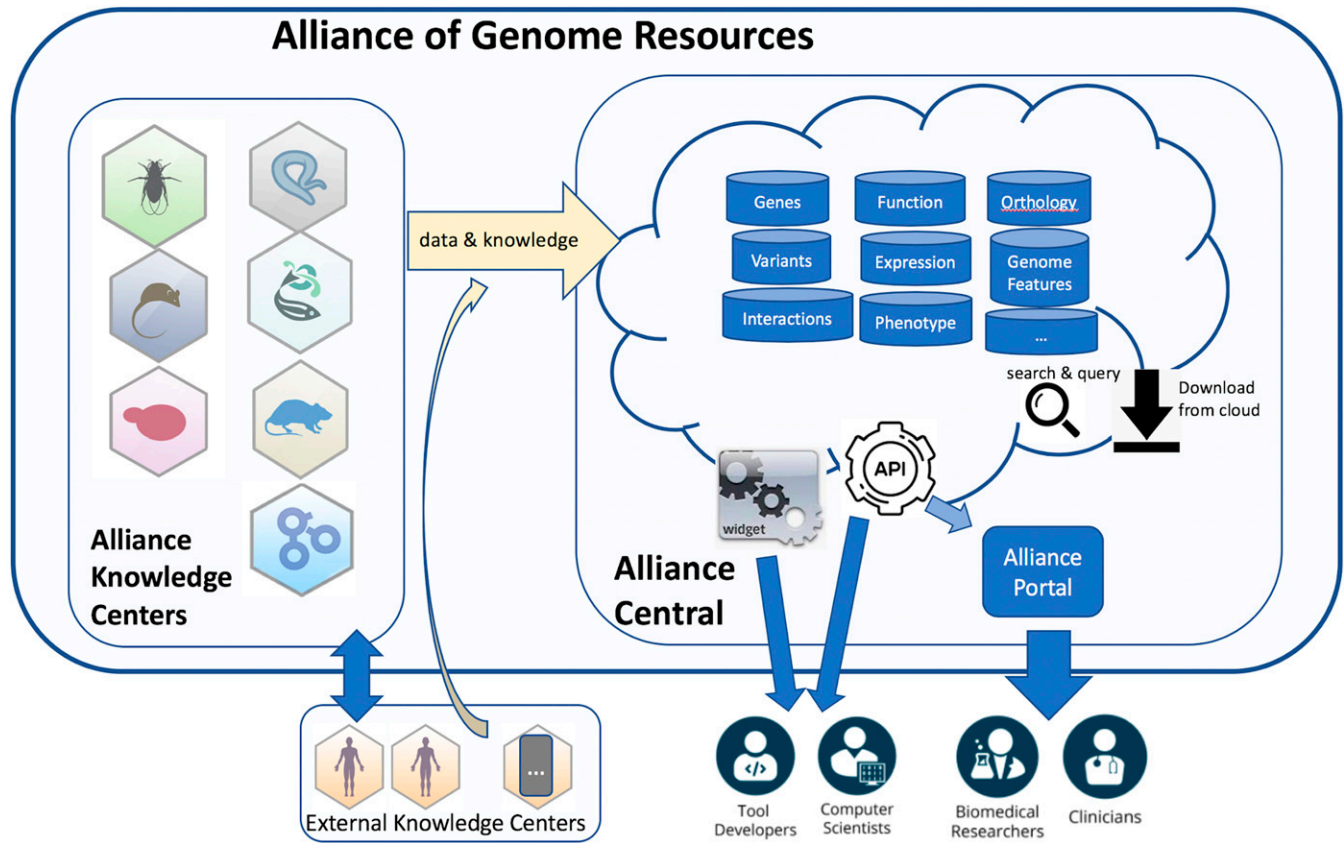 Alliance of Genome Resources
data & knowledge
Genes
Function
Orthology
Variants
Expression
Genome
Features
Interactions
Phenotype
...
search & query
Download
from cloud
API
widget
Alliance
Knowledge
Centers
Alliance
Central
Alliance
Portal
...
External Knowledge Centers
</>
Tool
Developers
Computer
Scientists
Biomedical
Researchers
Clinicians